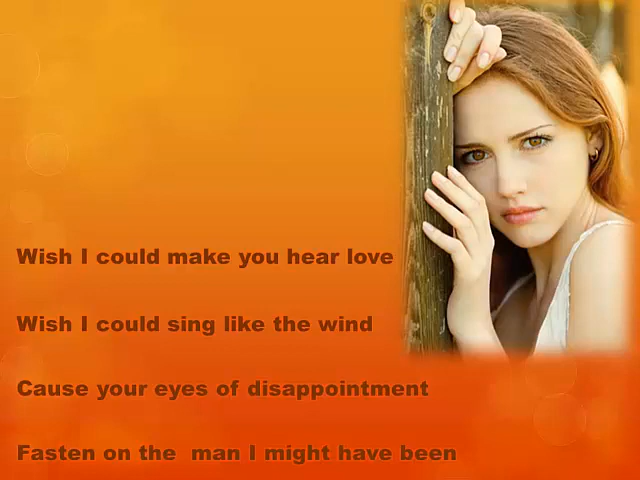 Wish I could make you hear love
Wish I could sing like the wind
Cause your eyes of disappointment
Fasten on the  man I might have been